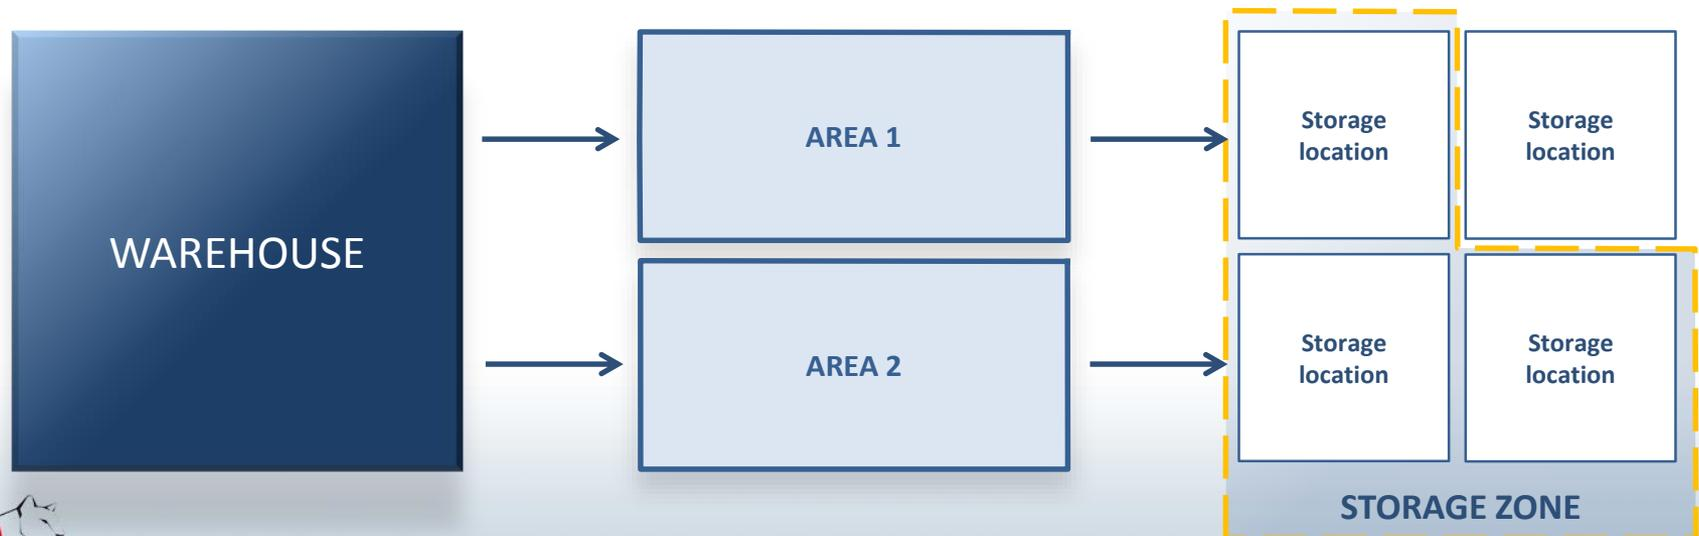 WAREHOUSE
AREA 1
AREA 2
Storage
location
Storage
location
Storage
location
Storage
location
STORAGE ZONE